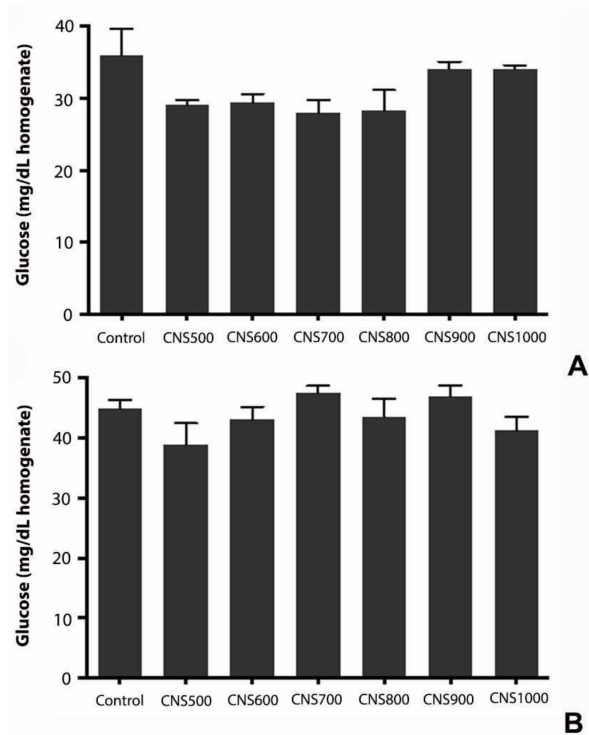 Glucose (mg/dL homogenate)
40
30
20
10
0
Control CNS500 CNS600 CNS700 CNS800 CNS900 CNS1000
A
Glucose (mg/dL homogenate)
50
40
30
20
10
0
Control CNS500 CNS600 CNS700 CNS800 CNS900 CNS1000
B